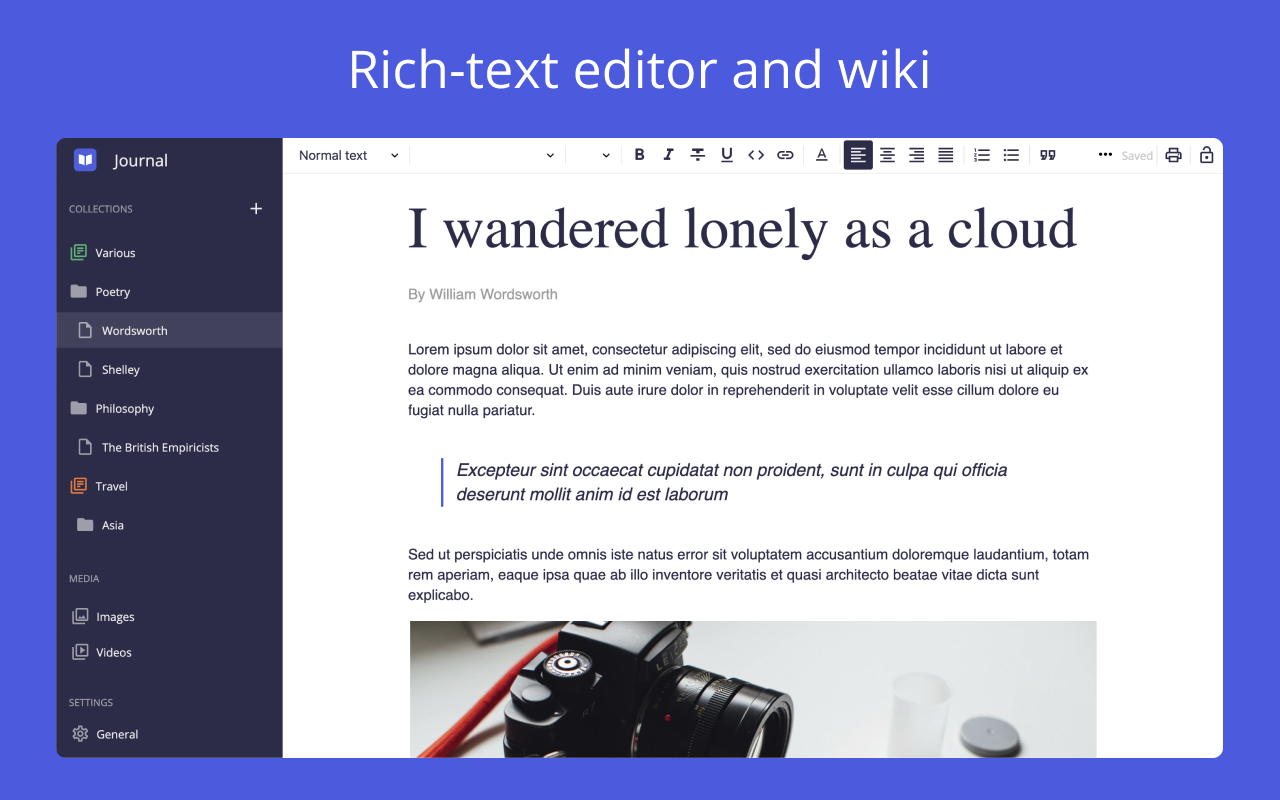 Rich-text editor and wiki
Journal
COLLECTIONS
Various
Poetry
Wordsworth
Shelley
Philosophy
The British Empiricists
Travel
Asia
MEDIA
Images
Videos
SETTINGS
General
Normal text
Saved
I wandered lonely as a cloud
By William Wordsworth
Lorem ipsum dolor sit amet, consectetur adipiscing elit, sed do eiusmod tempor incididunt ut labore et
dolore magna aliqua. Ut enim ad minim veniam, quis nostrud exercitation ullamco laboris nisi ut aliquip ex
ea commodo consequat. Duis aute irure dolor in reprehenderit in voluptate velit esse cillum dolore eu
fugiat nulla pariatur.
Excepteur sint occaecat cupidatat non proident, sunt in culpa qui officia
deserunt mollit anim id est laborum
Sed ut perspiciatis unde omnis iste natus error sit voluptatem accusantium doloremque laudantium, totam
rem aperiam, eaque ipsa quae ab illo inventore veritatis et quasi architecto beatae vitae dicta sunt
explicabo.